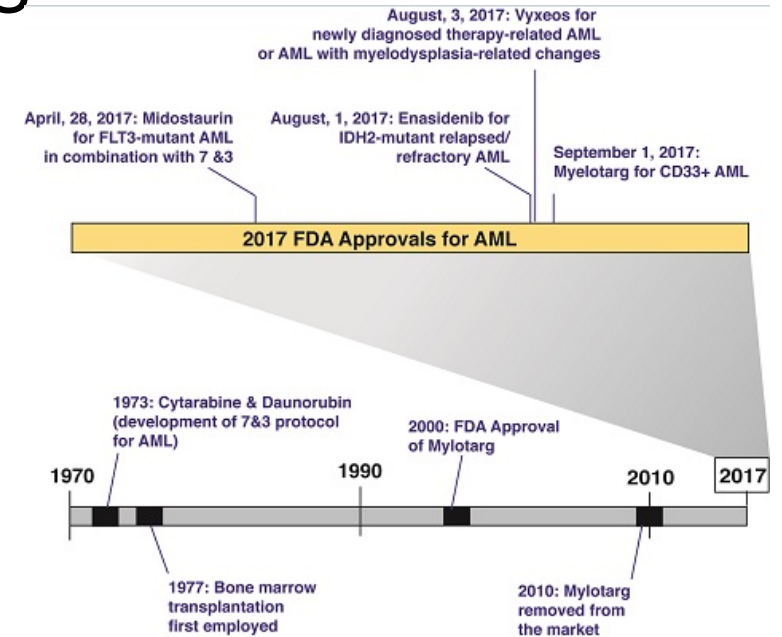 August, 3, 2017: Vyxeos for
newly diagnosed therapy-related AML
or AML with myelodysplasia-related changes
April, 28, 2017: Midostaurin
for FLT3-mutant AML
in combination with 7 &3
August, 1, 2017: Enasidenib for
IDH2-mutant relapsed/
refractory AML
September 1, 2017:
Myelotarg for CD33+ AML
2017 FDA Approvals for AML
1973: Cytarabine & Daunorubin
(development of 7&3 protocol
for AML)
2000: FDA Approval
of Mylotarg
1970
1990
2010
2017
1977: Bone marrow
transplantation
first employed
2010: Mylotarg
removed from
the market